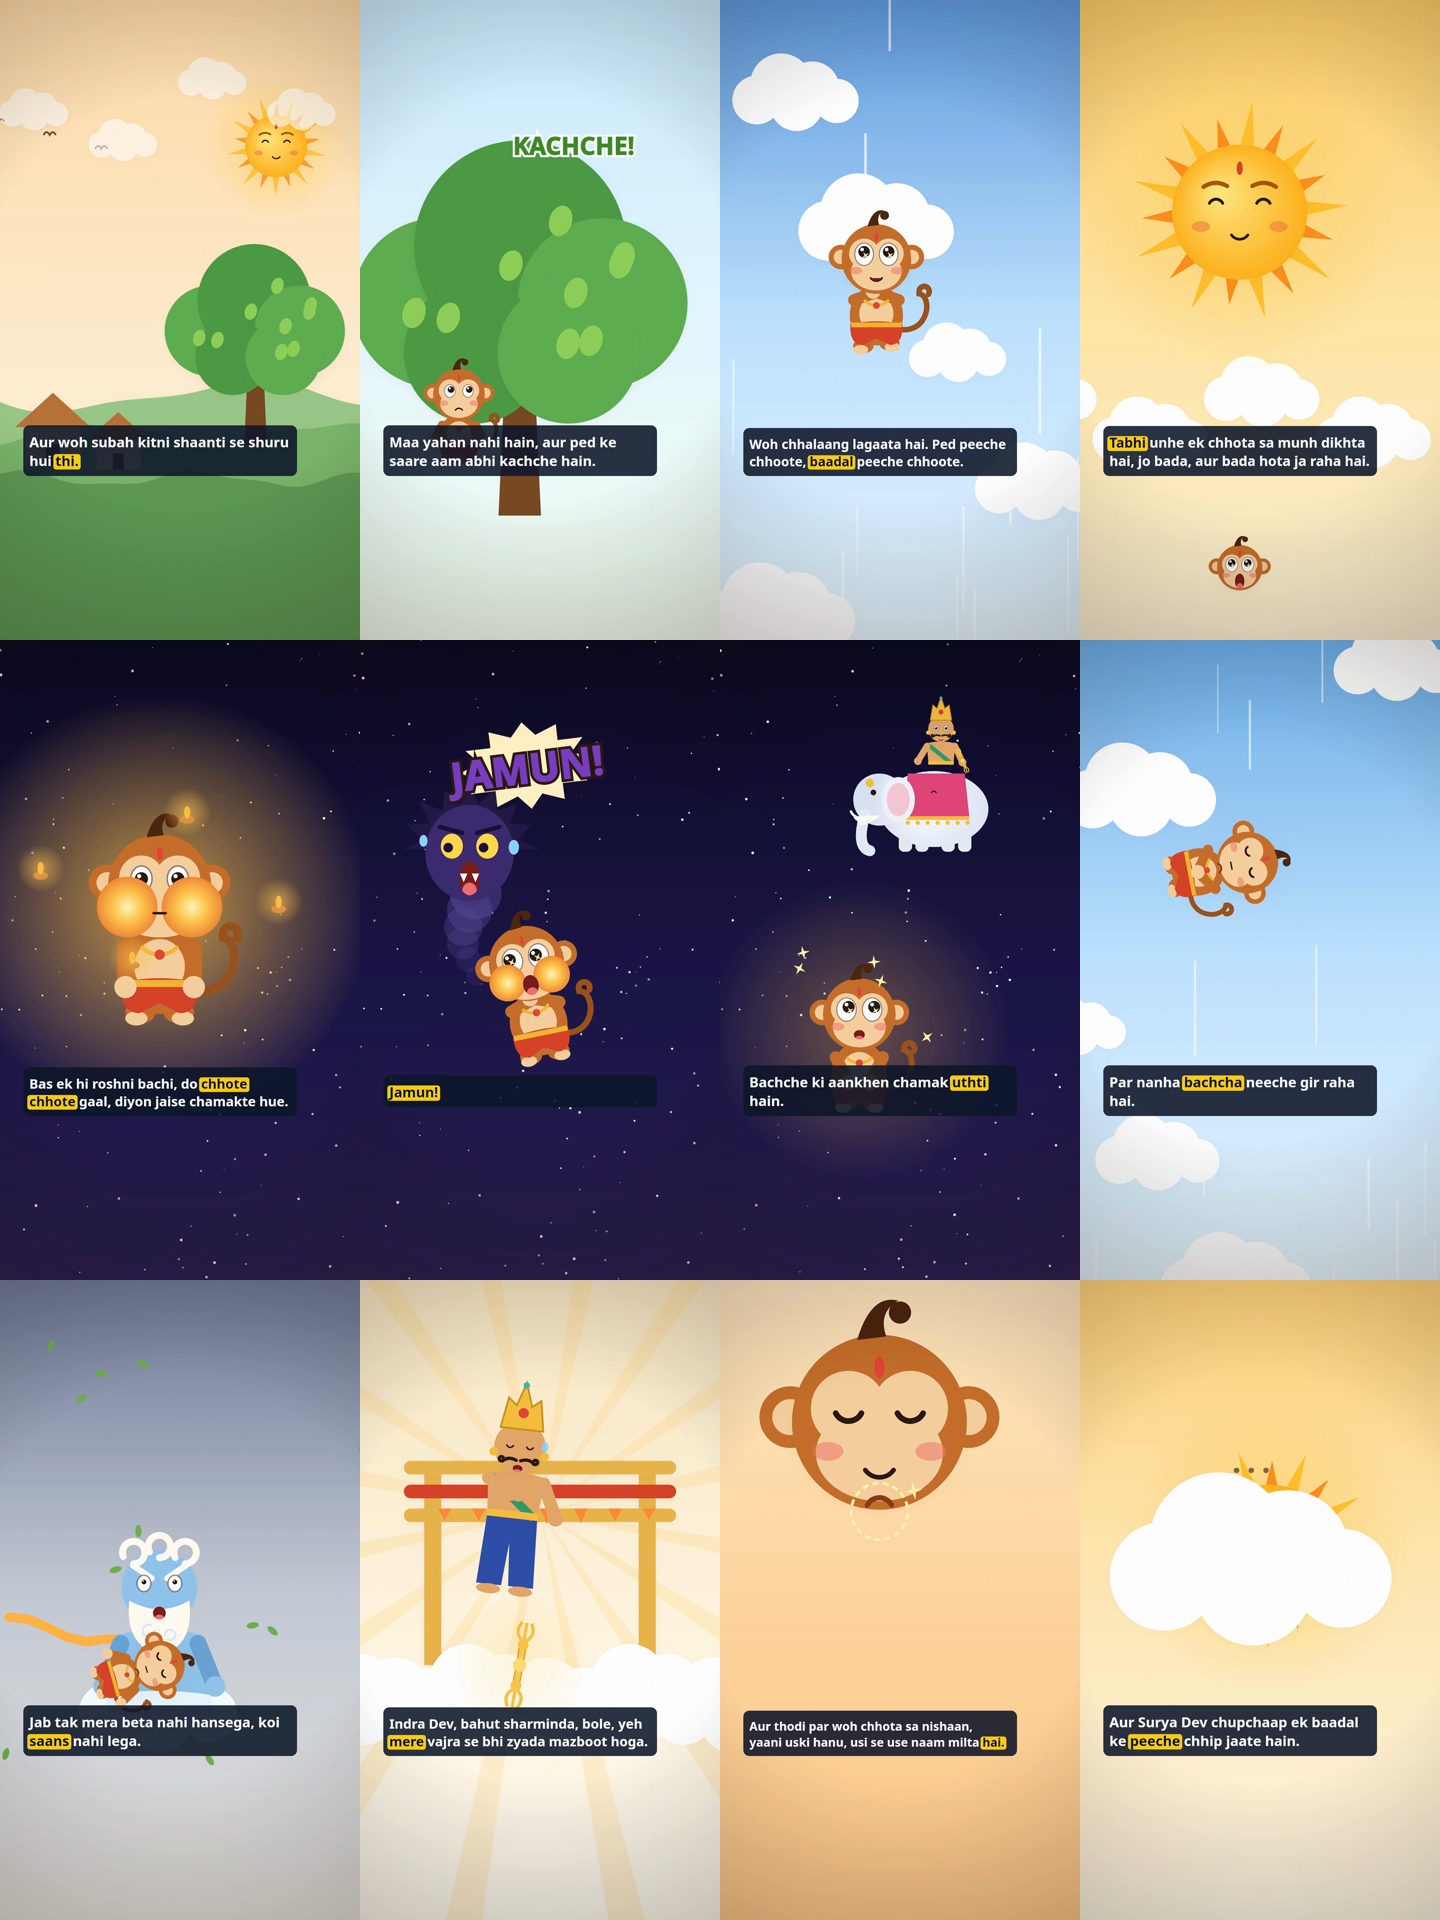 Aur woh subah kitni shaanti se shuru
hui thi.
KACHCHE!
Maa yahan nahi hain, aur ped ke
saare aam abhi kachche hain.
Woh chhalaang lagaata hai. Ped peeche
chhoote, baadal peeche chhoote.
Tabhi unhe ek chhota sa munh dikhta
hai, jo bada, aur bada hota ja raha hai.
Bas ek hi roshni bachi, do chhote
chhote gaal, diyon jaise chamakte hue.
JAMUN!
Jamun!
Bachche ki aankhen chamak uthti
hain.
Par nanha bachcha neeche gir raha
hai.
Jab tak mera beta nahi hansega, koi
saans nahi lega.
Indra Dev, bahut sharminda, bole, yeh
mere vajra se bhi zyada mazboot hoga.
Aur thodi par woh chhota sa nishaan,
yaani uski hanu, usi se use naam milta hai.
Aur Surya Dev chupchaap ek baadal
ke peeche chhip jaate hain.